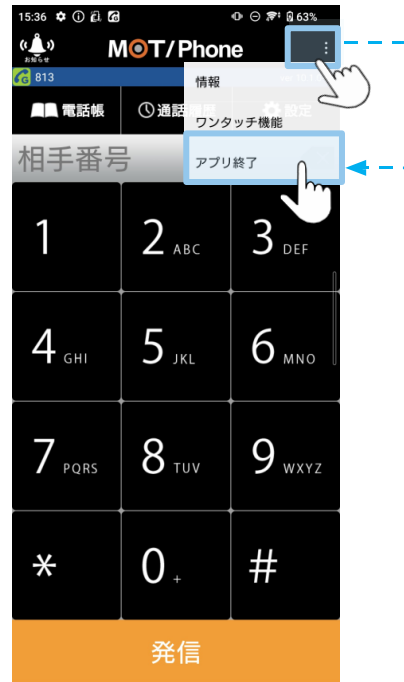 15:36 63%
お知らせ MOT/Phone
813
情報
電話帳 通話 設定
ワンタッチ機能
相手番号
アプリ終了
1 2 ABC 3 DEF
4 GHI 5 JKL 6 MNO
7 PQRS 8 TUV 9 WXYZ
* 0 + #
発信